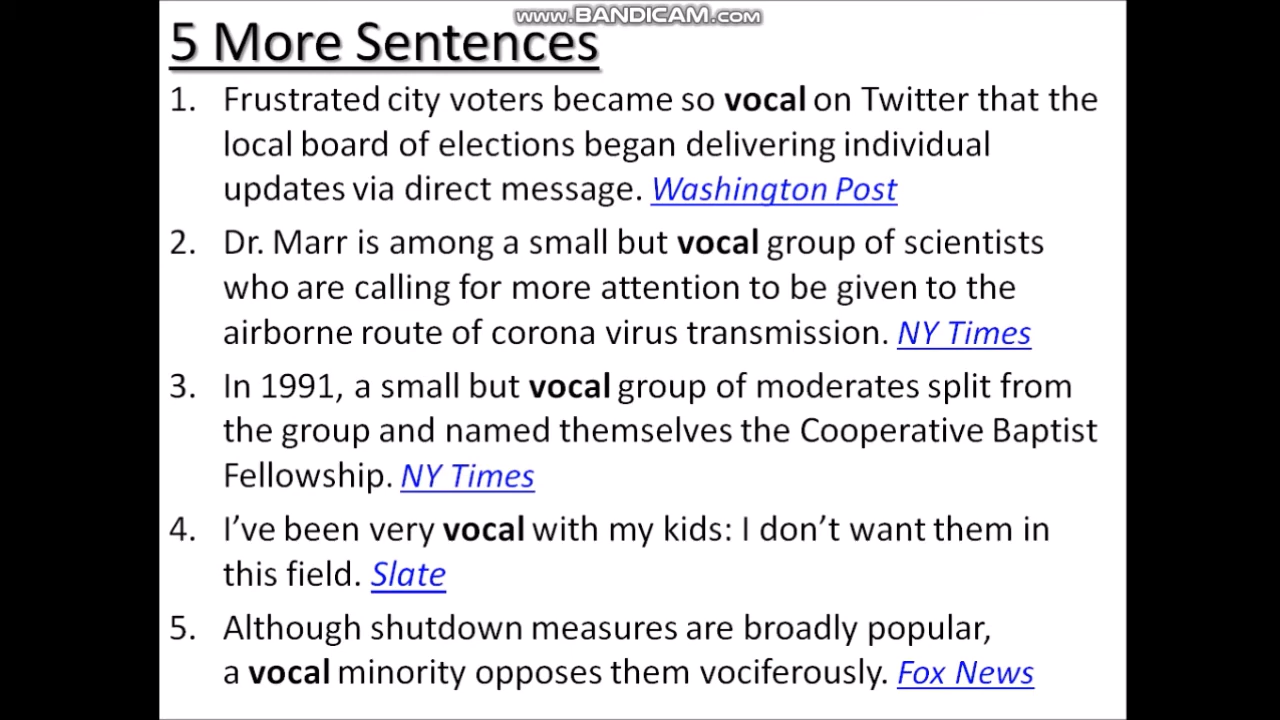 www.BANDICAM.com
5 More Sentences
1. Frustrated city voters became so vocal on Twitter that the
local board of elections began delivering individual
updates via direct message. Washington Post
2. Dr. Marr is among a small but vocal group of scientists
who are calling for more attention to be given to the
airborne route of corona virus transmission. NY Times
3. In 1991, a small but vocal group of moderates split from
the group and named themselves the Cooperative Baptist
Fellowship. NY Times
4. I’ve been very vocal with my kids: I don’t want them in
this field. Slate
5. Although shutdown measures are broadly popular,
a vocal minority opposes them vociferously. Fox News